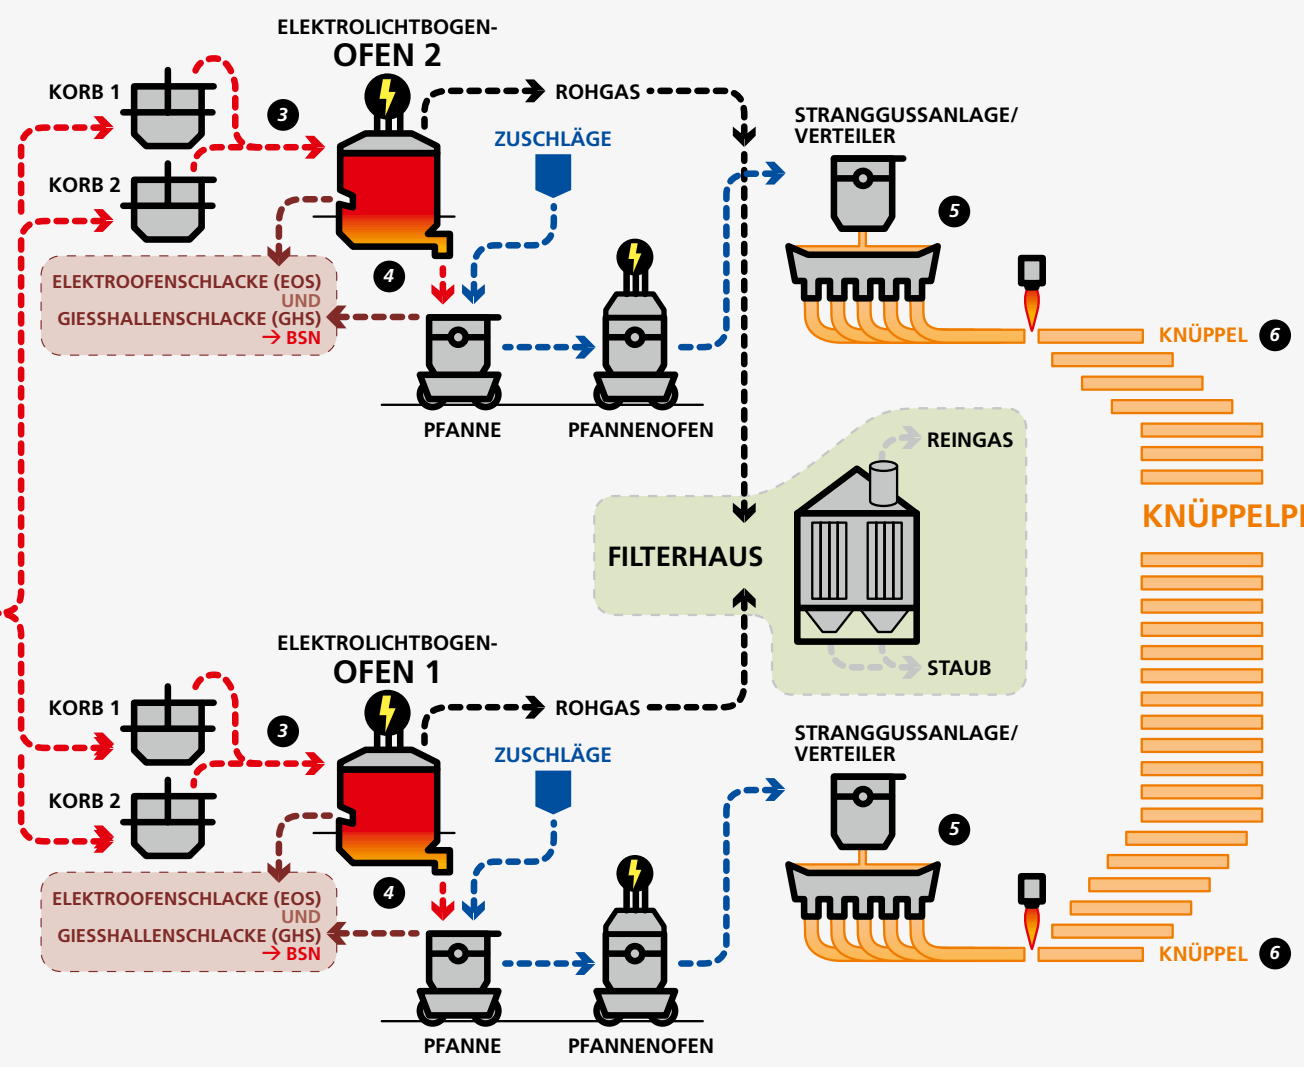 ELEKTROLICHTBOGEN-
OFEN 2
KORB 1
3
ROHGAS
ZUSCHLÄGE
STRANGGUSSANLAGE/
VERTEILER
KORB 2
5
4
ELEKTROOFENSCHLACKE (EOS)
UND
GIESSHALLENSCHLACKE (GHS)
→ BSN
KNÜPPEL 6
PFANNE
PFANNENOFEN
REINGAS
KNÜPPELP
FILTERHAUS
STAUB
ELEKTROLICHTBOGEN-
OFEN 1
KORB 1
3
ROHGAS
ZUSCHLÄGE
STRANGGUSSANLAGE/
VERTEILER
KORB 2
5
4
ELEKTROOFENSCHLACKE (EOS)
UND
GIESSHALLENSCHLACKE (GHS)
→ BSN
KNÜPPEL 6
PFANNE
PFANNENOFEN